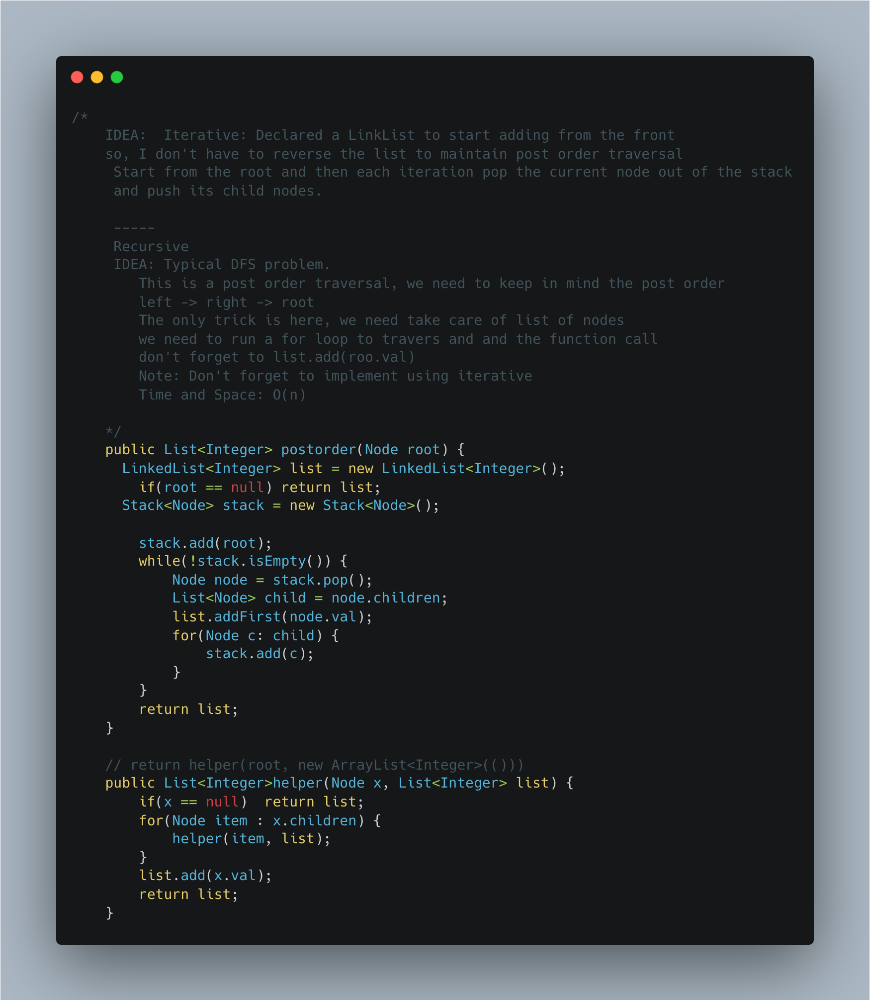 /*
    IDEA:  Iterative: Declared a LinkList to start adding from the front
    so, I don't have to reverse the list to maintain post order traversal
     Start from the root and then each iteration pop the current node out of the stack
     and push its child nodes.

     -----
     Recursive
     IDEA: Typical DFS problem.
        This is a post order traversal, we need to keep in mind the post order
        left -> right -> root
        The only trick is here, we need take care of list of nodes
        we need to run a for loop to travers and and the function call
        don't forget to list.add(roo.val)
        Note: Don't forget to implement using iterative
        Time and Space: O(n)

    */
    public List<Integer> postorder(Node root) {
      LinkedList<Integer> list = new LinkedList<Integer>();
        if(root == null) return list;
      Stack<Node> stack = new Stack<Node>();

        stack.add(root);
        while(!stack.isEmpty()) {
            Node node = stack.pop();
            List<Node> child = node.children;
            list.addFirst(node.val);
            for(Node c: child) {
                stack.add(c);
            }
        }
        return list;
    }

    // return helper(root, new ArrayList<Integer>(()))
    public List<Integer>helper(Node x, List<Integer> list) {
        if(x == null)  return list;
        for(Node item : x.children) {
            helper(item, list);
        }
        list.add(x.val);
        return list;
    }